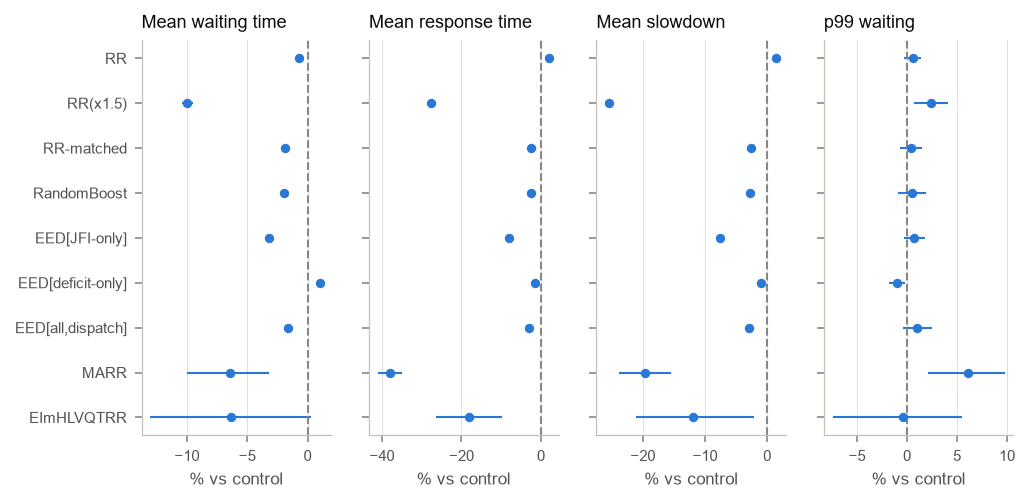 Mean waiting time
Mean response time
Mean slowdown
p99 waiting
RR
RR(x1.5)
RR-matched
RandomBoost
EED[JFI-only]
EED[deficit-only]
EED[all,dispatch]
MARR
EImHLVQTRR
−10 −5 0
−40 −20 0
−20 −10 0
−5 0 5 10
% vs control
% vs control
% vs control
% vs control